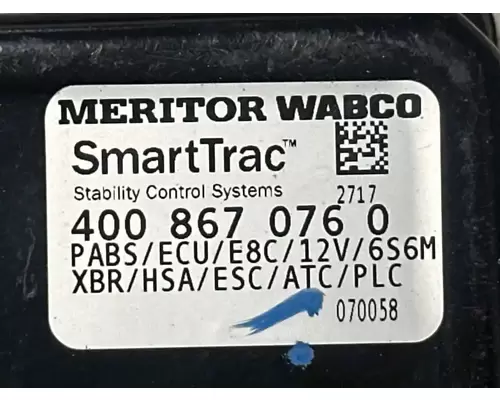 MERITOR WABCO
SmartTrac™
Stability Control Systems
2717
400 867 076 0
PABS/ECU/E8C/12V/6S6M
XBR/HSA/ESC/ATC/PLC
070058